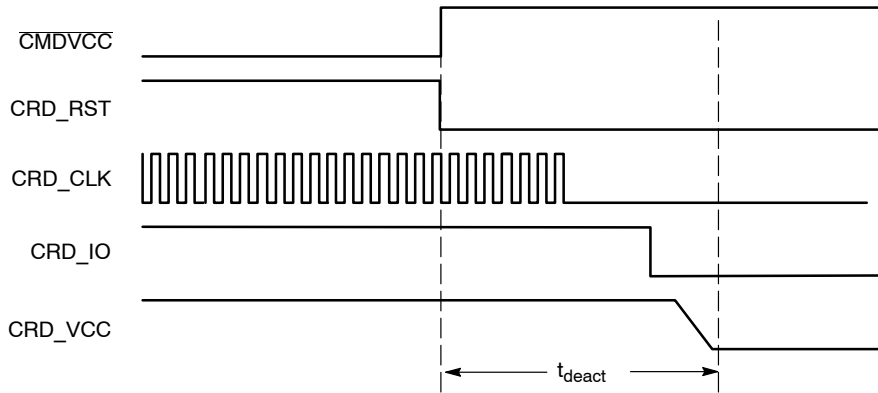 CMDVCC
CRD_RST
CRD_CLK
CRD_IO
CRD_VCC
tdeact